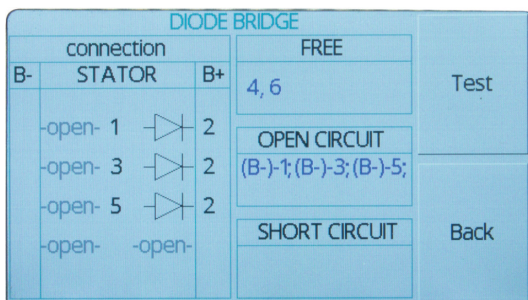 DIODE BRIDGE
connection
B- STATOR B+
-open- 1 2
-open- 3 2
-open- 5 2
-open- -open-
FREE
4, 6
OPEN CIRCUIT
(B-)-1; (B-)-3; (B-)-5;
SHORT CIRCUIT
Test
Back